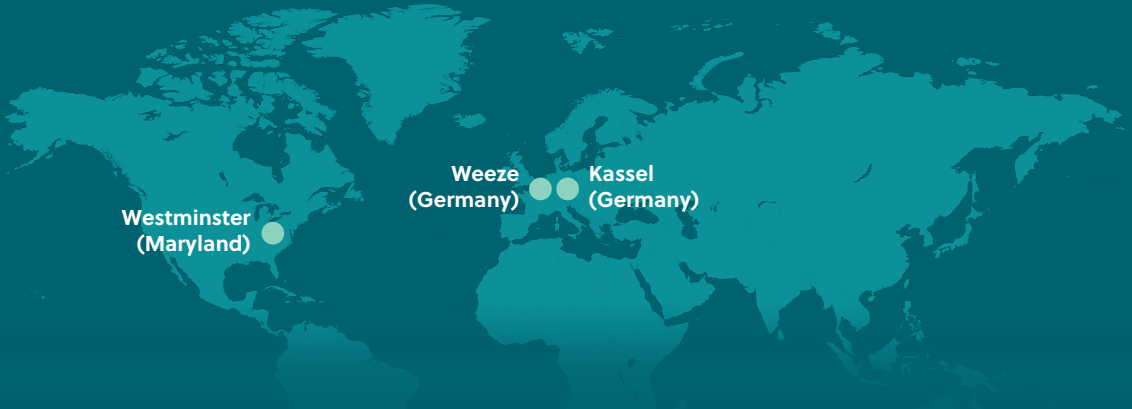 Weeze
(Germany)
Kassel
(Germany)
Westminster
(Maryland)